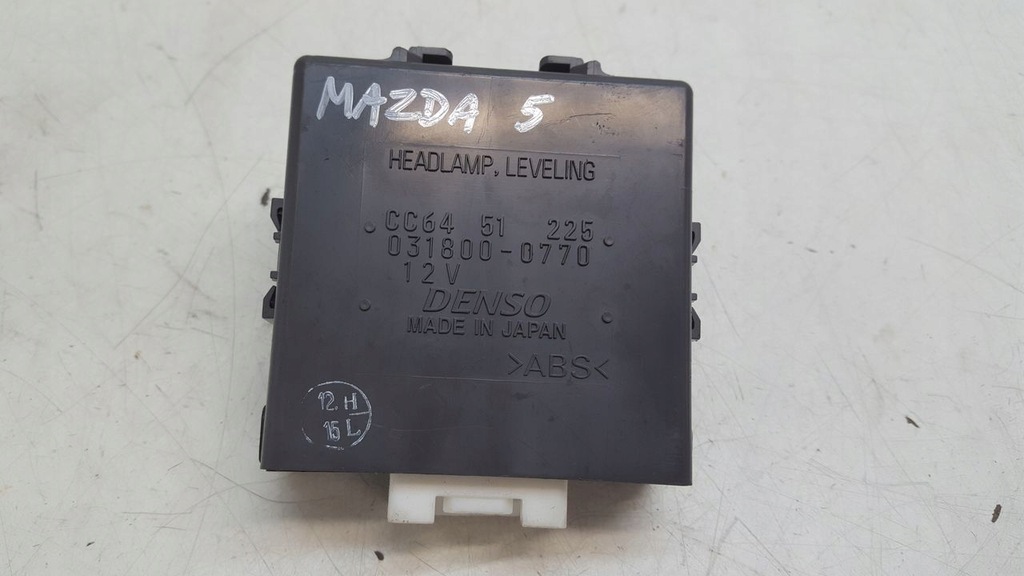 MAZDA 5
HEADLAMP, LEVELING
CC64 51 225
031800-0770
12V
DENSO
MADE IN JAPAN
>ABS<
12 H
15 L